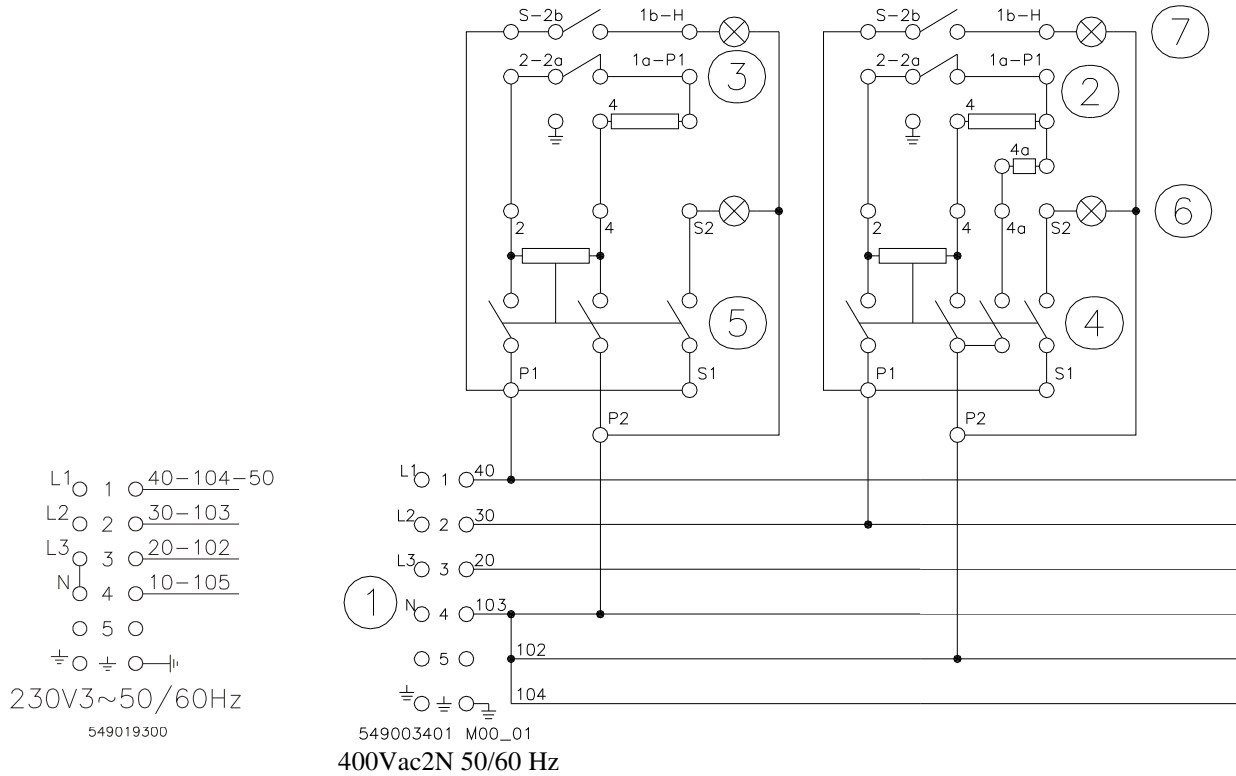 S-2b 1b-H S-2b 1b-H 7
2-2a 1a-P1 3 2-2a 1a-P1 2
4 4
4a
2 4 S2 2 4 4a S2 6
5 4
P1 S1 P1 S1
P2 P2
L1 1 40-104-50
L2 2 30-103
L3 3 20-102
N 4 10-105
5
230V3~50/60Hz
549019300
L1 1 40
L2 2 30
L3 3 20
1 N 4 103
5 102
104
549003401 M00_01
400Vac2N 50/60 Hz